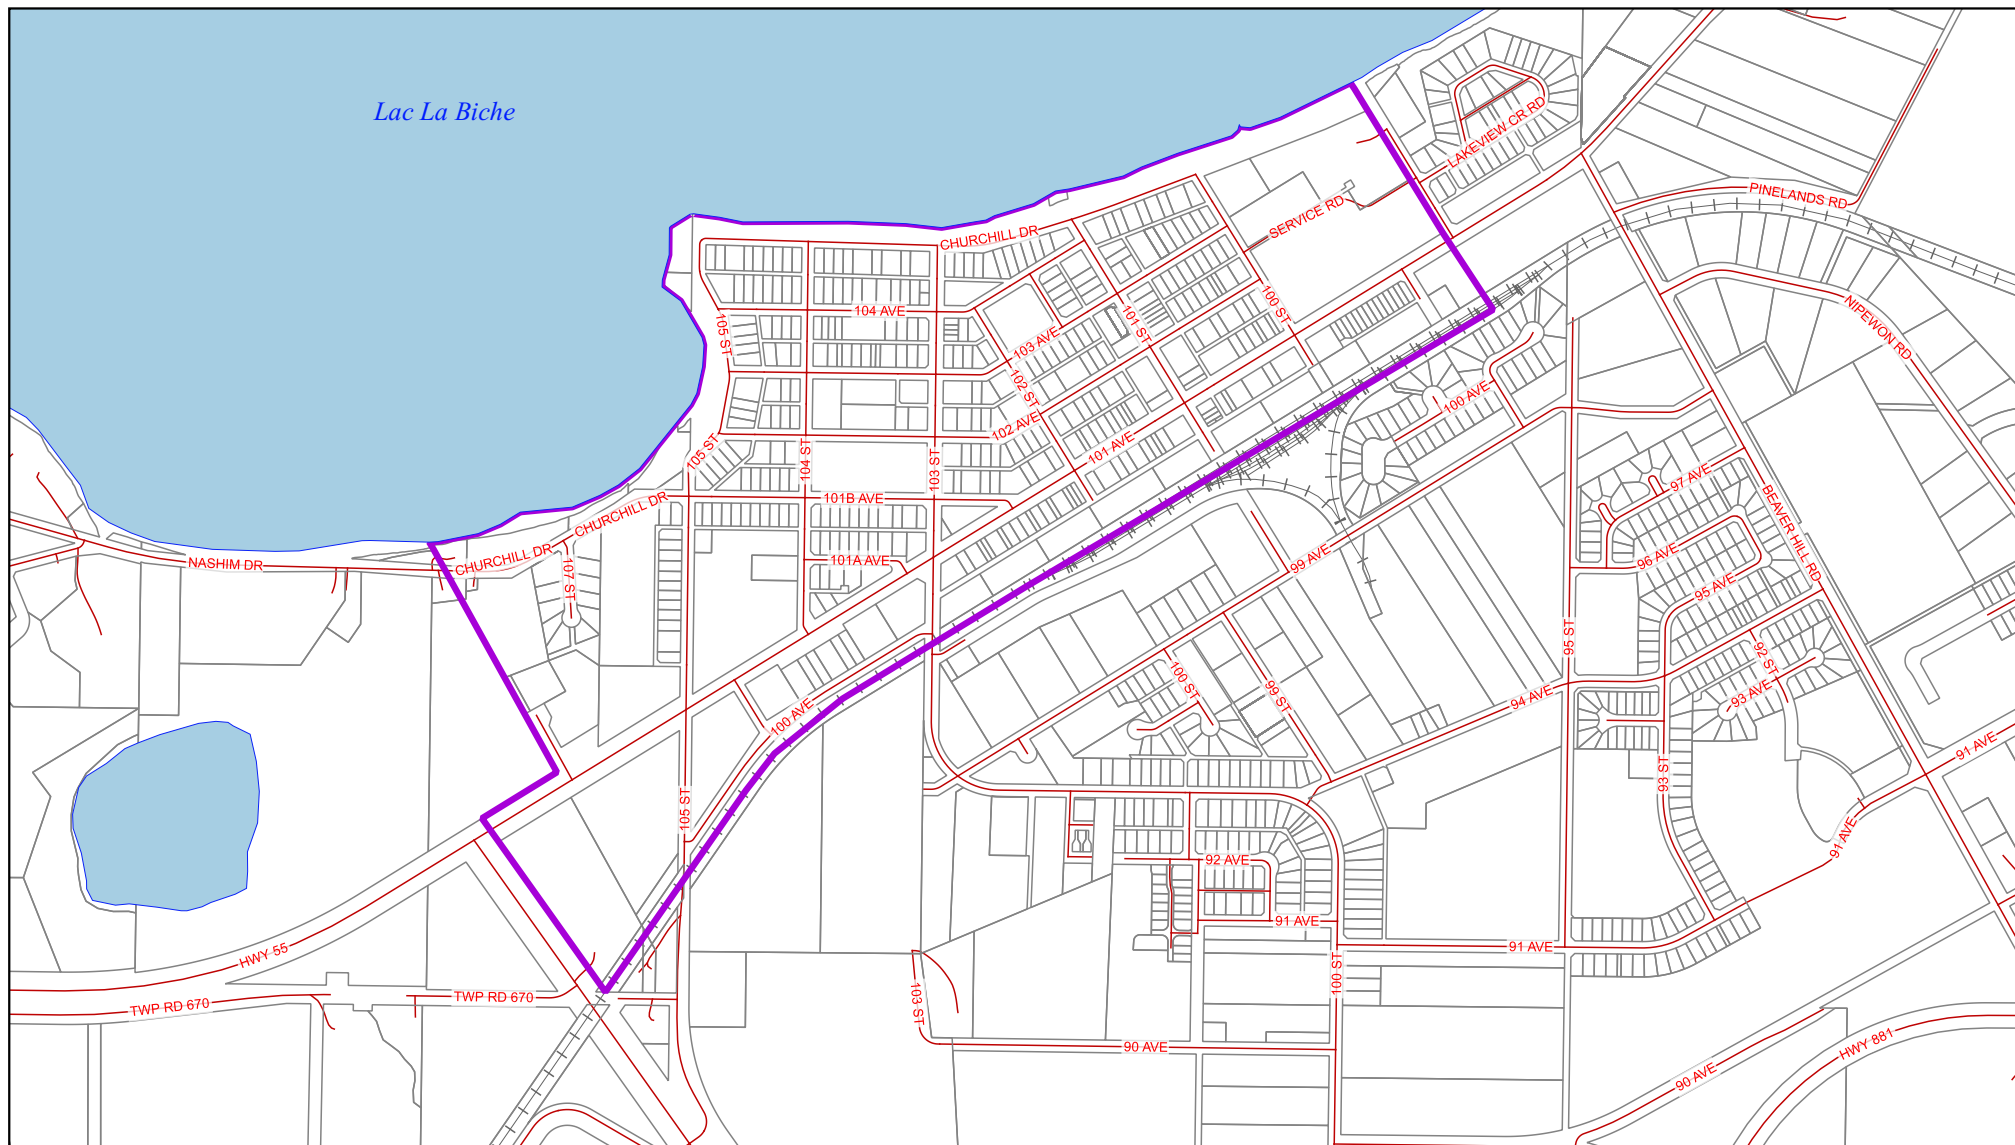 Lac La Biche
LAKEVIEW CR RD
PINELANDS RD
SERVICE RD
CHURCHILL DR
104 AVE
105 ST
103 AVE
101 ST
100 ST
NIPEWON RD
102 ST
100 AVE
102 AVE
101 AVE
105 ST
104 ST
103 ST
101B AVE
CHURCHILL DR
CHURCHILL DR
NASHIM DR
107 ST
101A AVE
99 AVE
97 AVE
BEAVER HILL RD
96 AVE
95 AVE
95 ST
92 ST
93 AVE
94 AVE
100 ST
99 ST
100 AVE
91 AVE
93 ST
105 ST
91 AVE
92 AVE
91 AVE
91 AVE
HWY 55
TWP RD 670
TWP RD 670
103 ST
100 ST
90 AVE
HWY 881
90 AVE